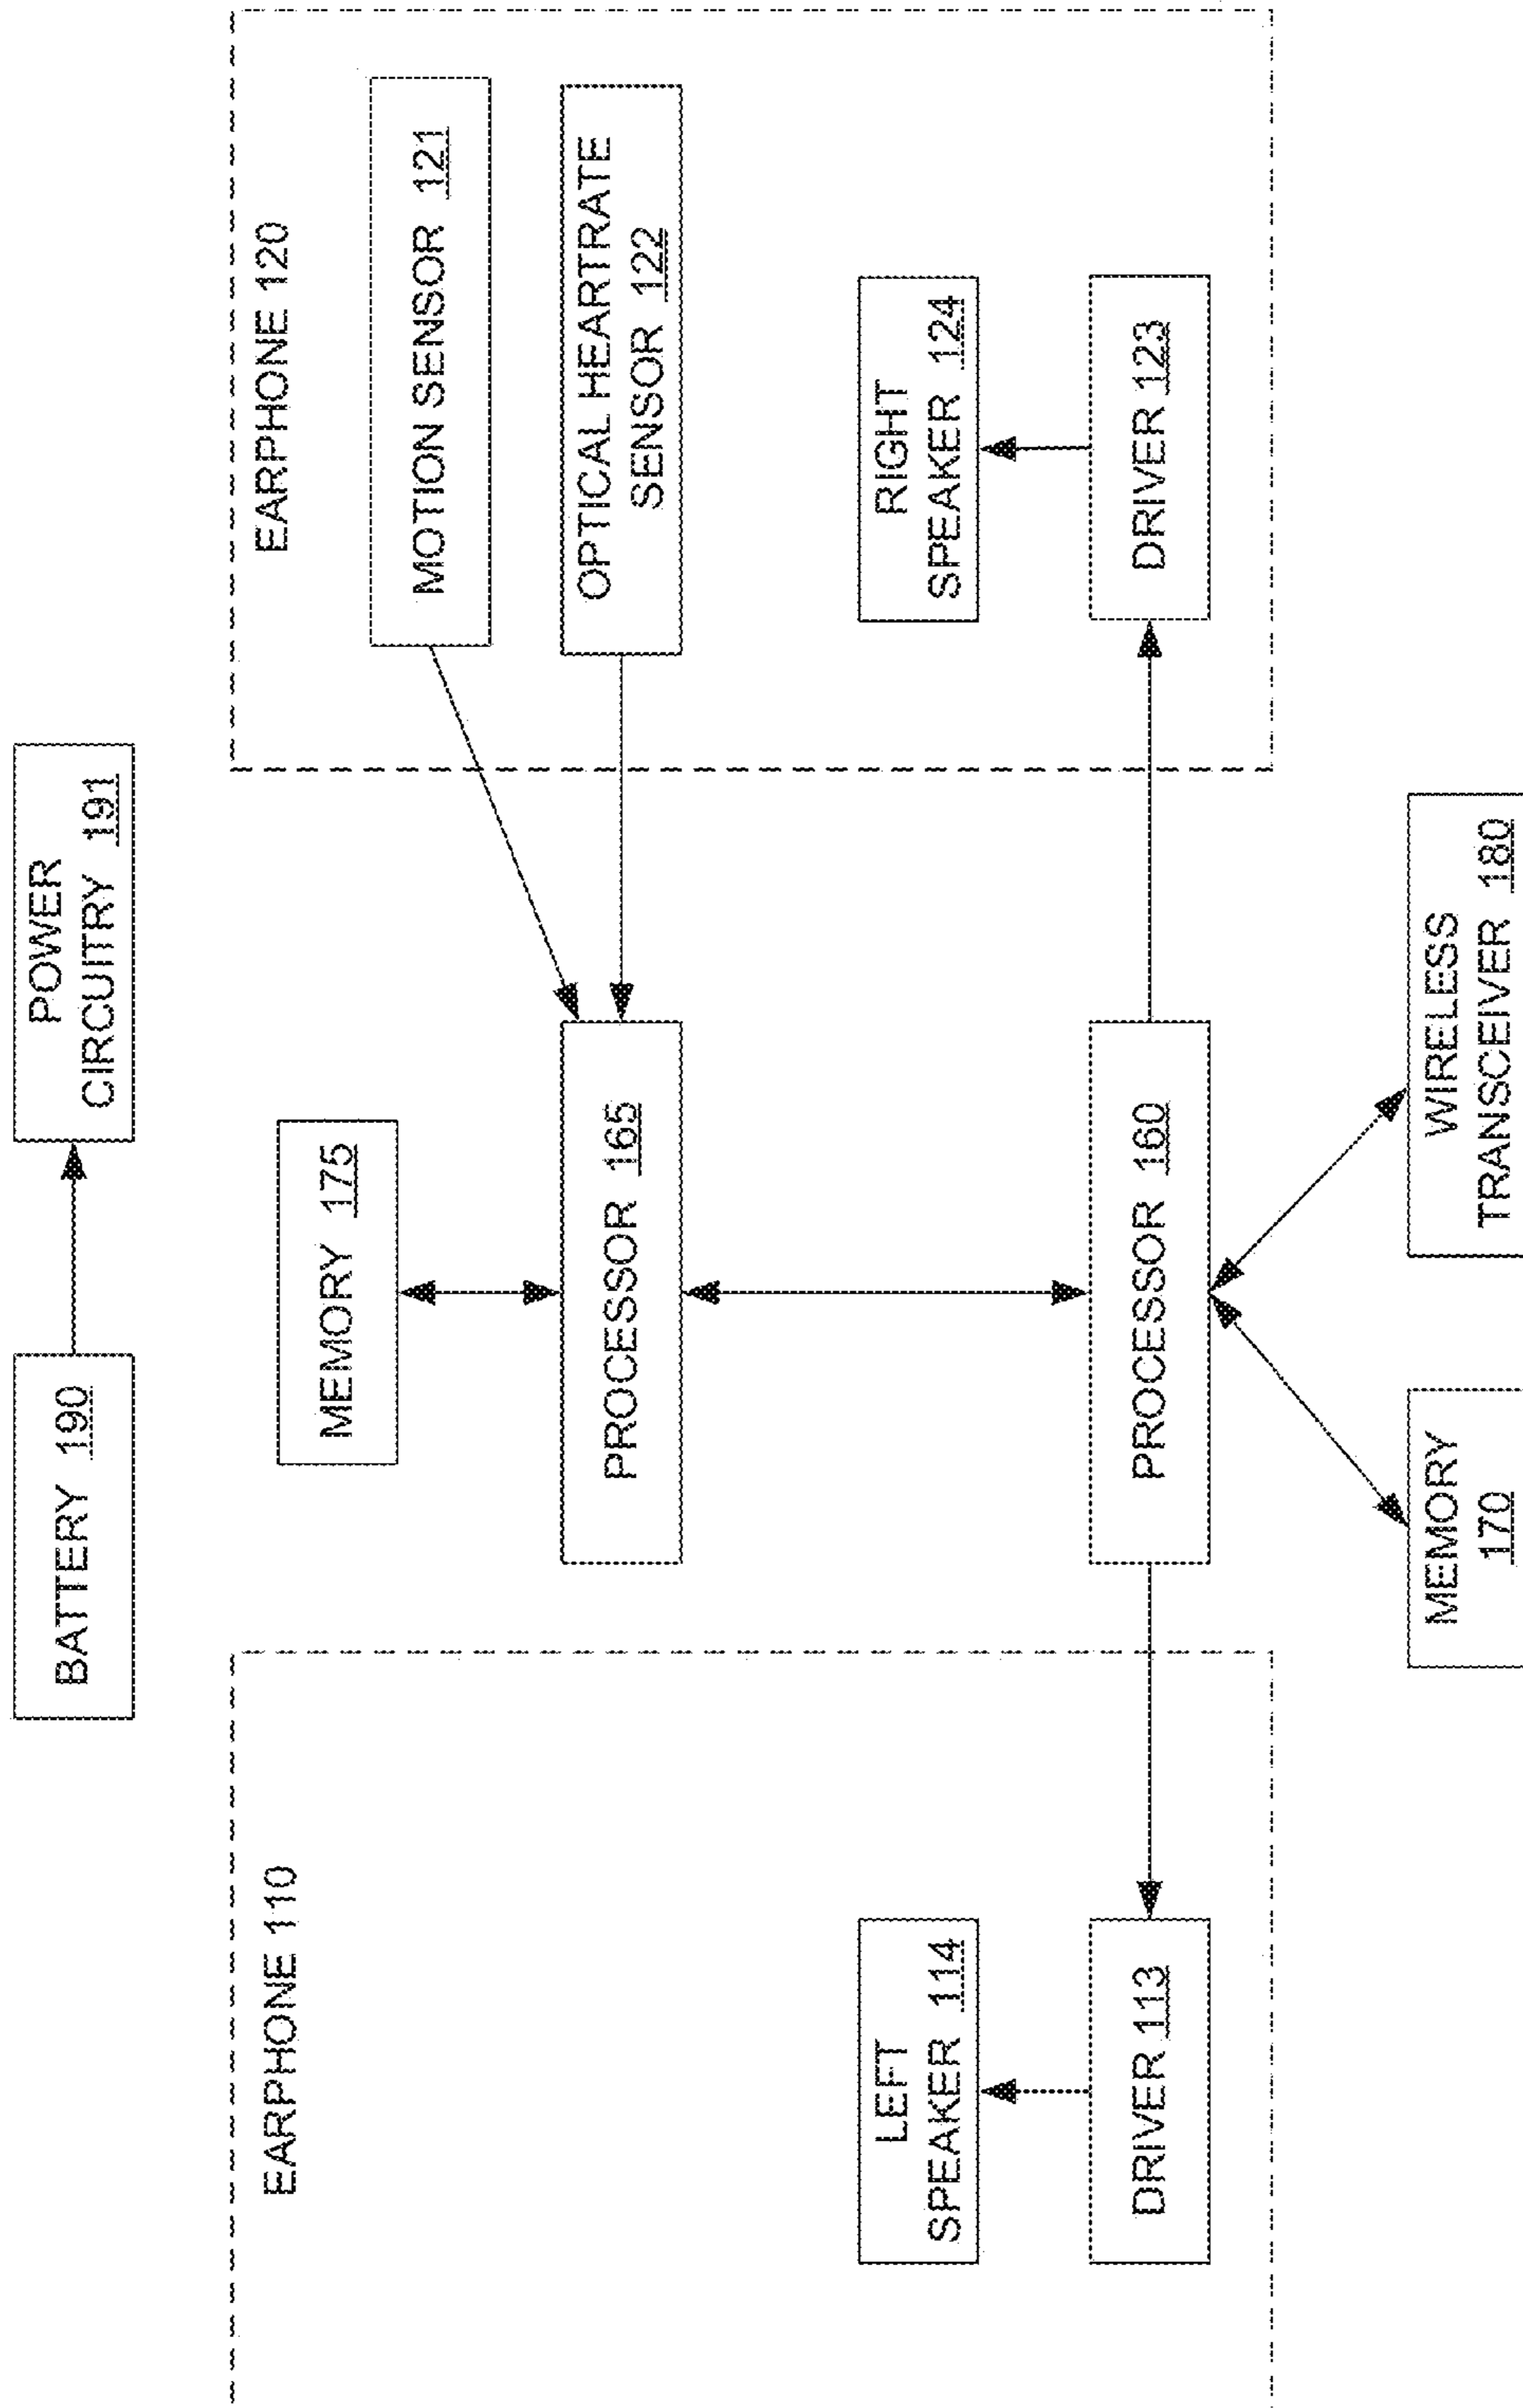 BATTERY 190
POWER
CIRCUITRY 191
EARPHONE 110
EARPHONE 120
MEMORY 175
MOTION SENSOR 121
PROCESSOR 165
OPTICAL HEARTRATE
SENSOR 122
LEFT
SPEAKER 114
RIGHT
SPEAKER 124
DRIVER 113
PROCESSOR 160
DRIVER 123
MEMORY
170
WIRELESS
TRANSCEIVER 180